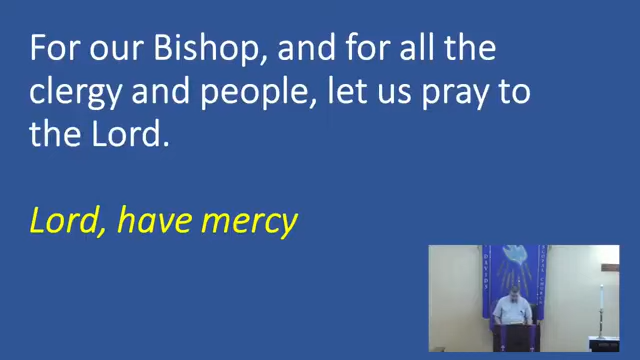 For our Bishop, and for all the
clergy and people, let us pray to
the Lord.
Lord, have mercy